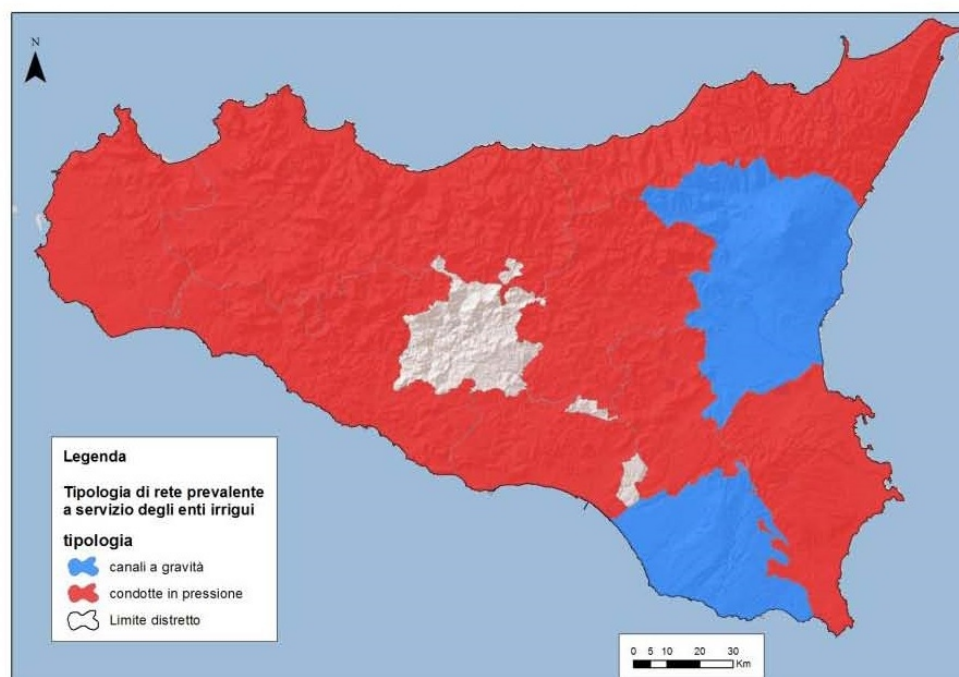 N
Legenda
Tipologia di rete prevalente
a servizio degli enti irrigui
tipologia
canali a gravità
condotte in pressione
Limite distretto
0 5 10 20 30
Km